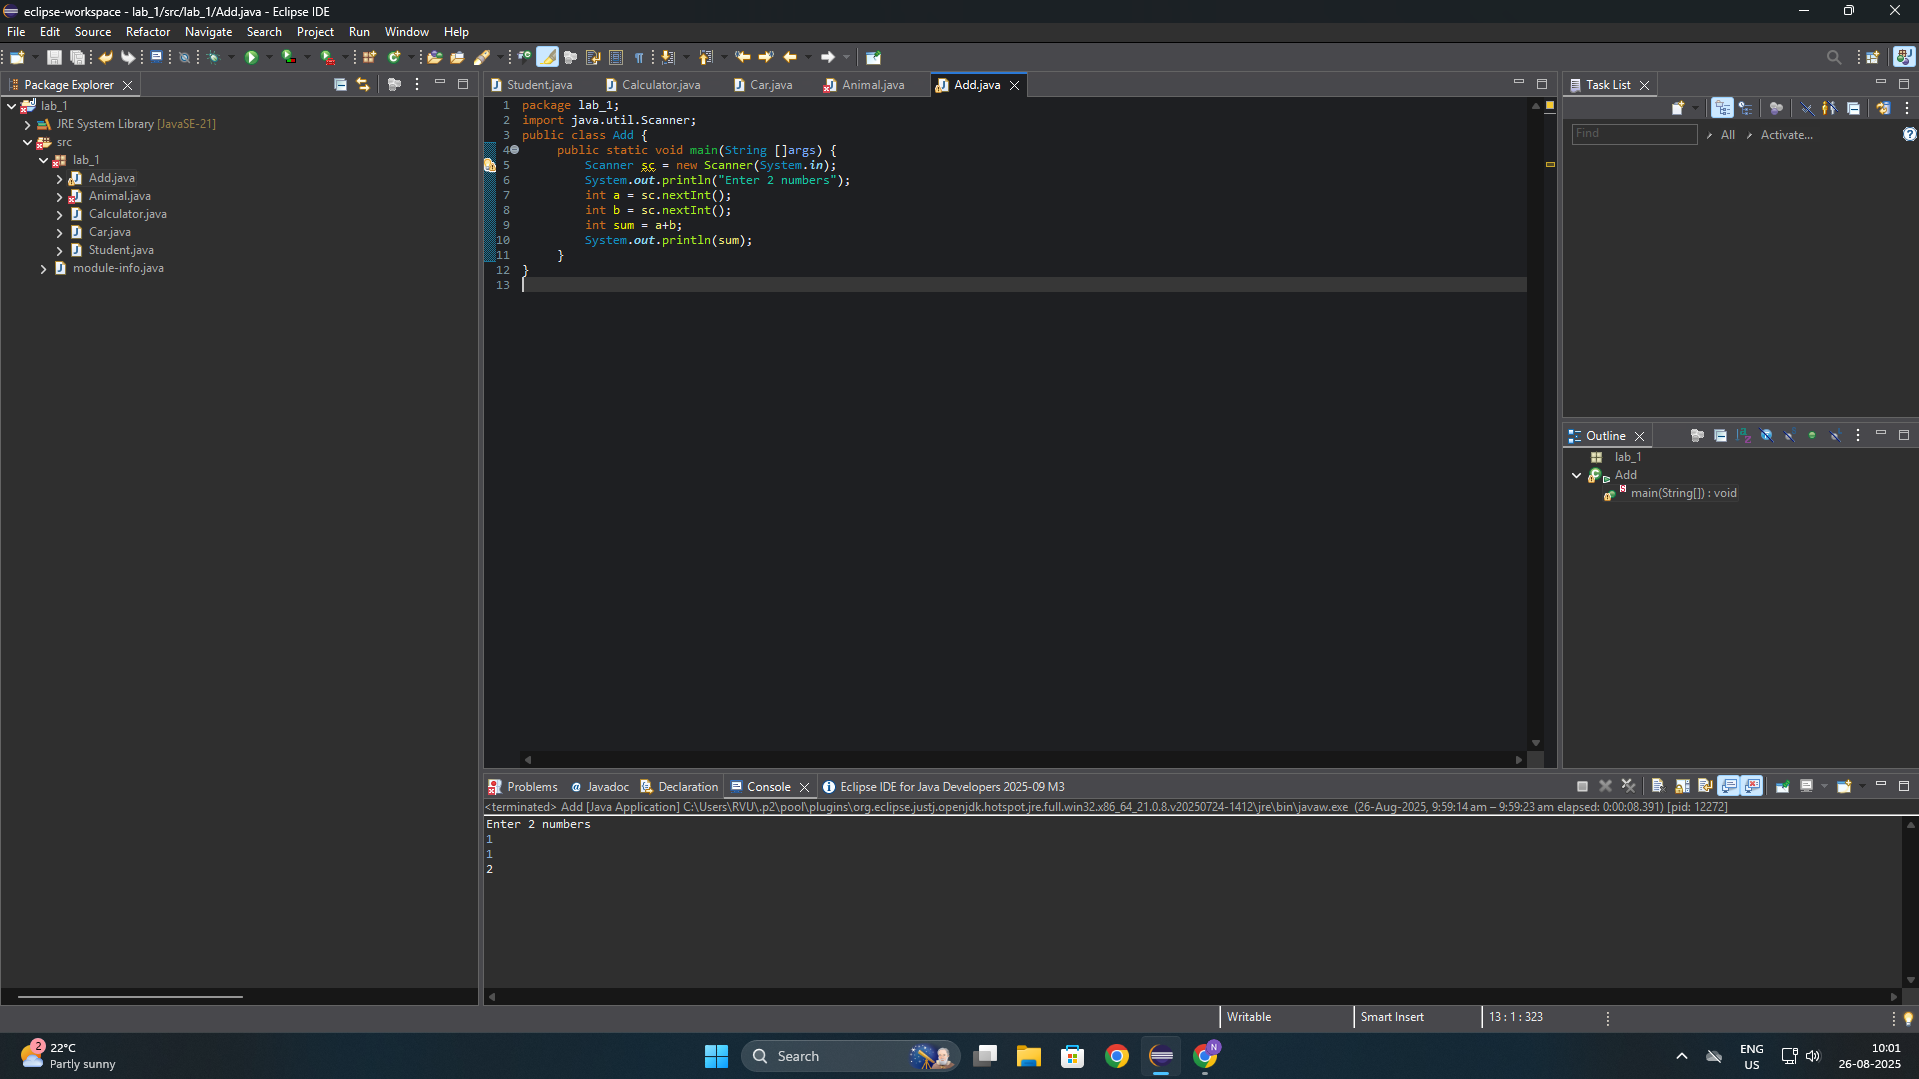 eclipse-workspace - lab_1/src/lab_1/Add.java - Eclipse IDE
File Edit Source Refactor Navigate Search Project Run Window Help
Package Explorer
lab_1
JRE System Library [JavaSE-21]
src
lab_1
Add.java
Animal.java
Calculator.java
Car.java
Student.java
module-info.java
Student.java Calculator.java Car.java Animal.java Add.java
1 package lab_1;
2 import java.util.Scanner;
3 public class Add {
4 public static void main(String []args) {
5 Scanner sc = new Scanner(System.in);
6 System.out.println("Enter 2 numbers");
7 int a = sc.nextInt();
8 int b = sc.nextInt();
9 int sum = a+b;
10 System.out.println(sum);
11 }
12 }
13
Task List
Find All Activate...
Outline
lab_1
Add
main(String[]) : void
Problems Javadoc Declaration Console Eclipse IDE for Java Developers 2025-09 M3
<terminated> Add [Java Application] C:\Users\RVU\.p2\pool\plugins\org.eclipse.justj.openjdk.hotspot.jre.full.win32.x86_64_21.0.8.v20250724-1412\jre\bin\javaw.exe (26-Aug-2025, 9:59:14 am – 9:59:23 am elapsed: 0:00:08.391) [pid: 12272]
Enter 2 numbers
1
1
2
Writable Smart Insert 13 : 1 : 323
2
22°C
Partly sunny
Search
N
ENG
US
10:01
26-08-2025